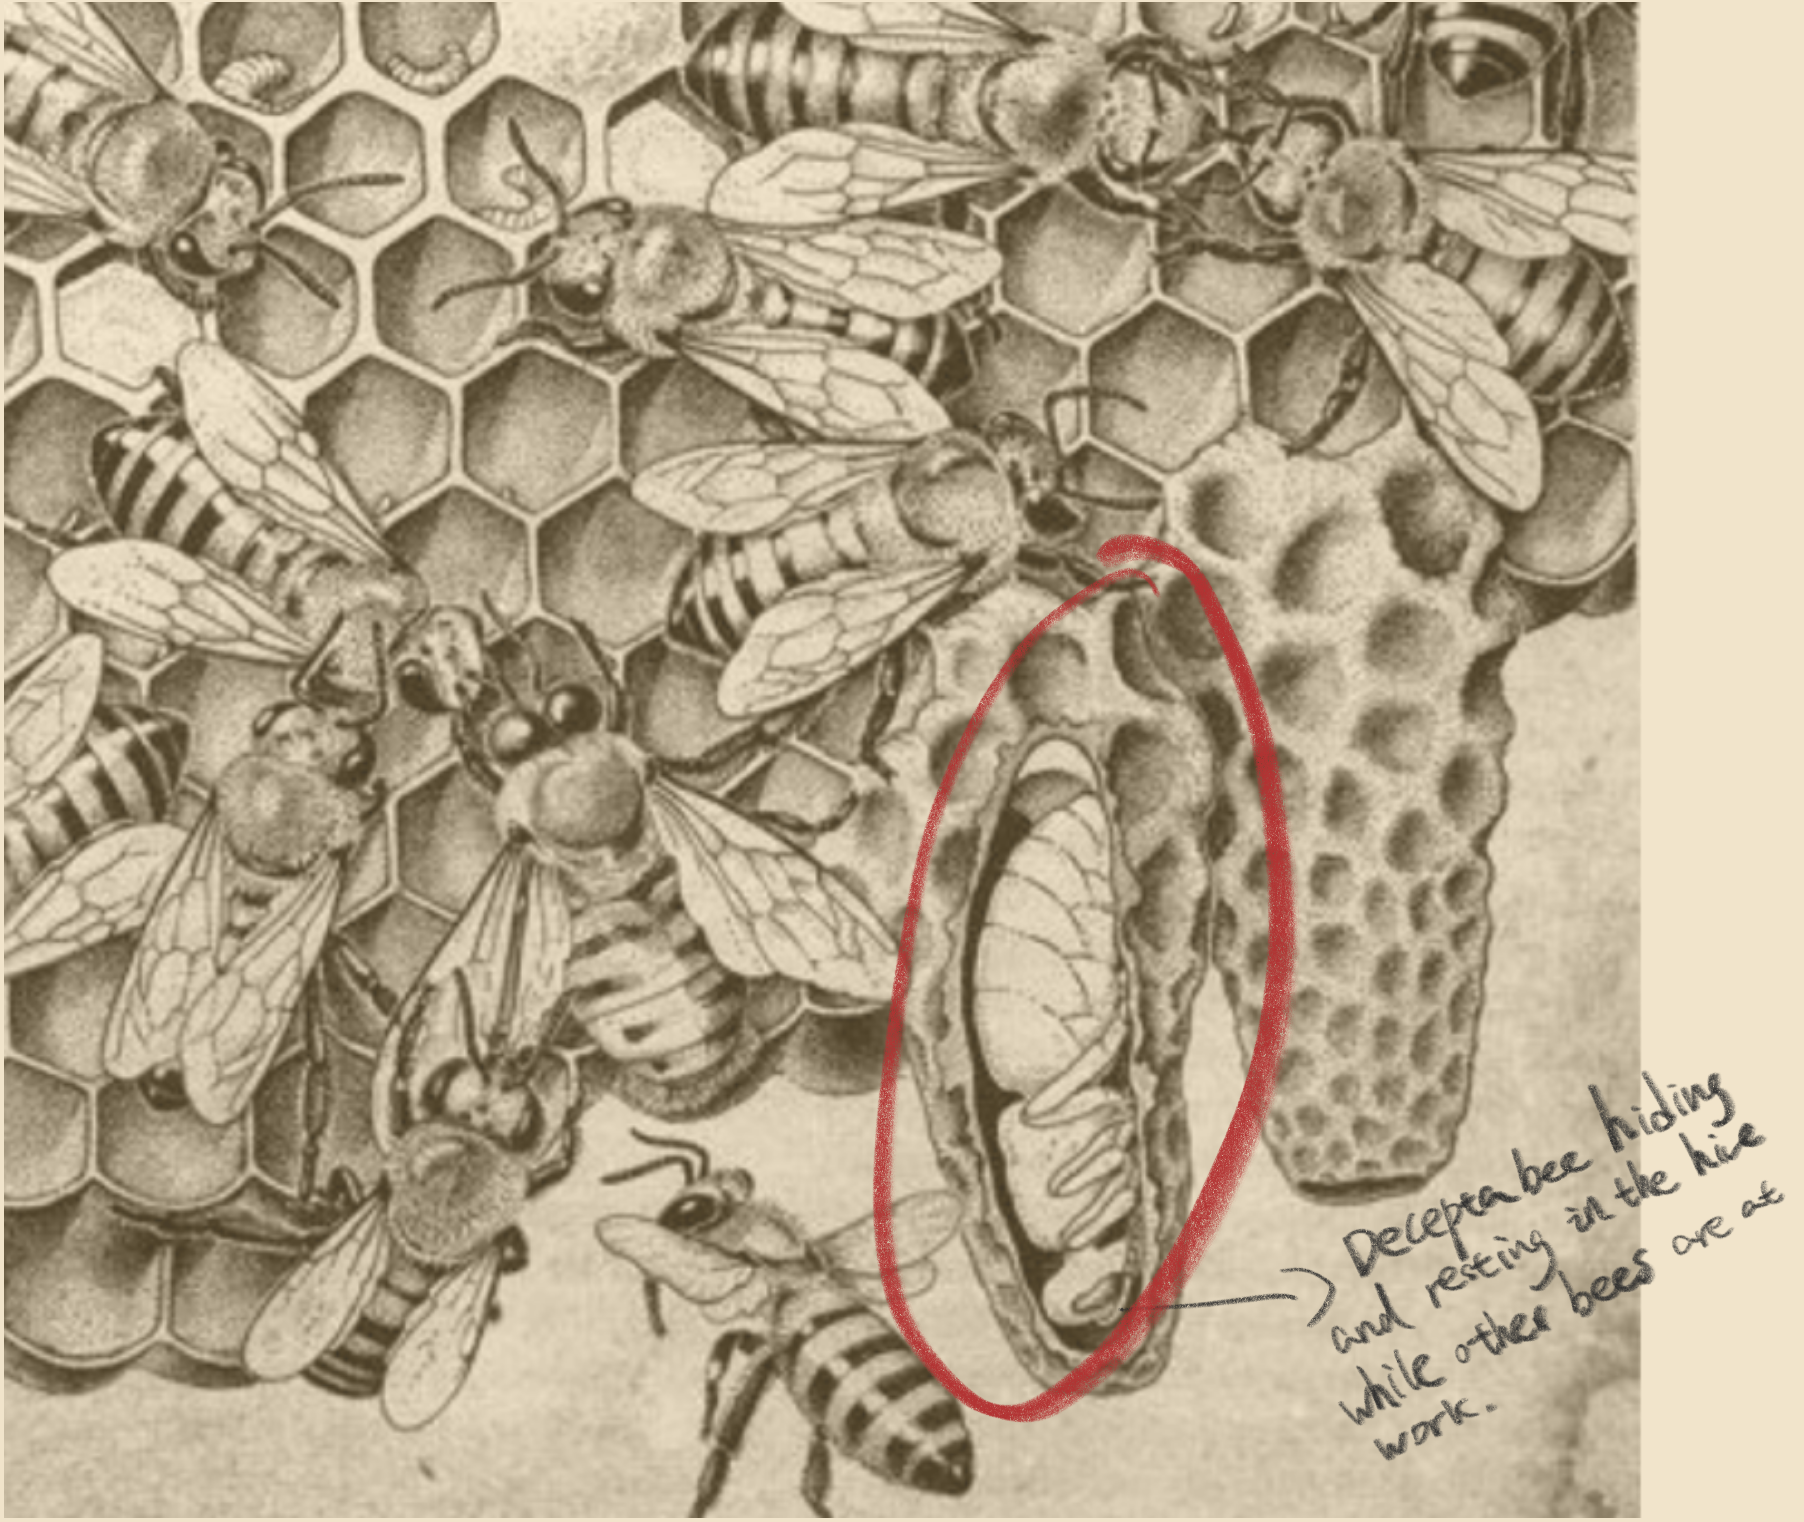 Decepta bee hiding
and resting in the hive
while other bees are at
work.